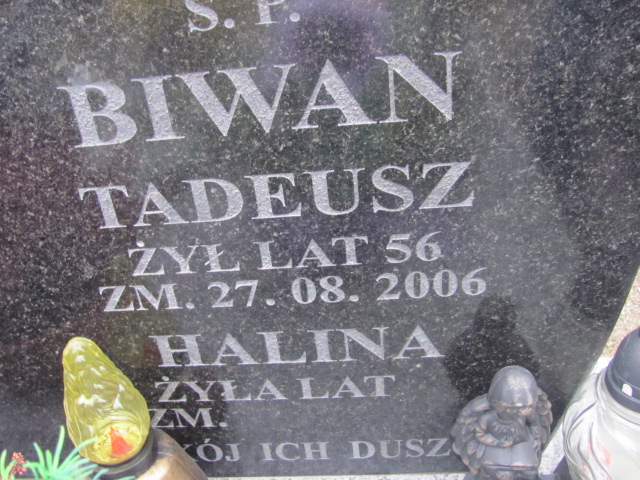 Ś. P.
BIWAN
TADEUSZ
ŻYŁ LAT 56
ZM. 27. 08. 2006
HALINA
ŻYŁA LAT
ZM.
ICH DUSZ